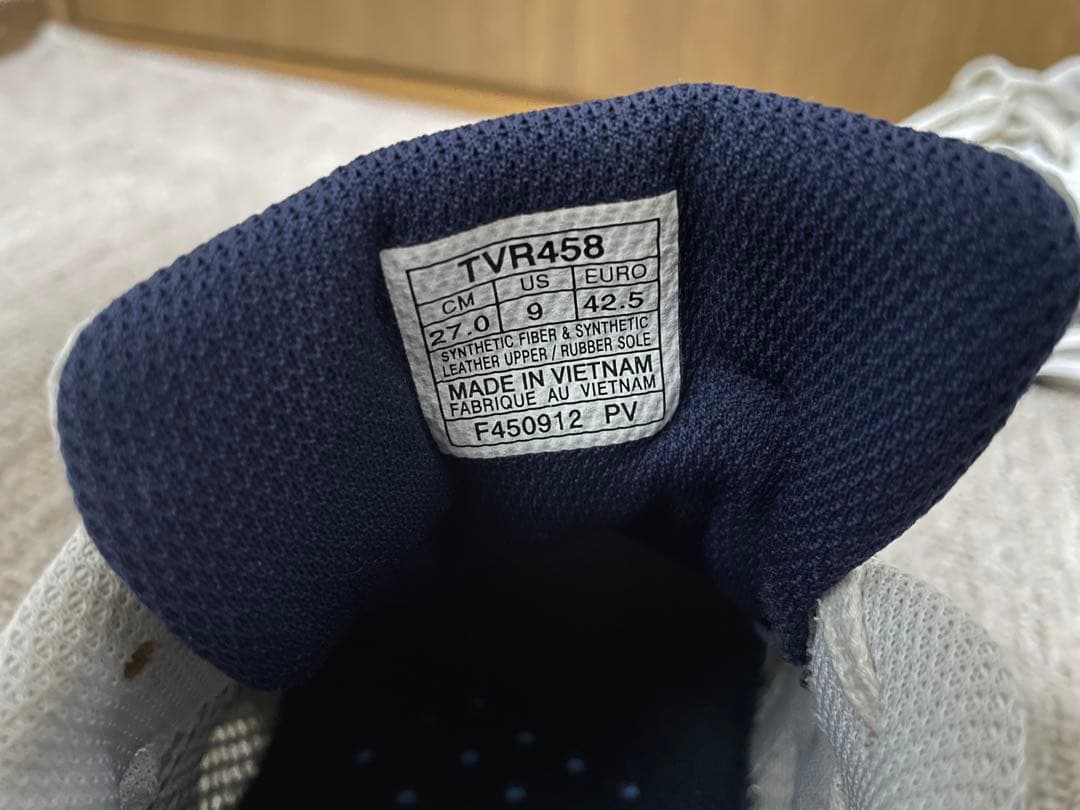 TVR458
CM US EURO
27.0 9 42.5
SYNTHETIC FIBER & SYNTHETIC
LEATHER UPPER / RUBBER SOLE
MADE IN VIETNAM
FABRIQUE AU VIETNAM
F450912 PV